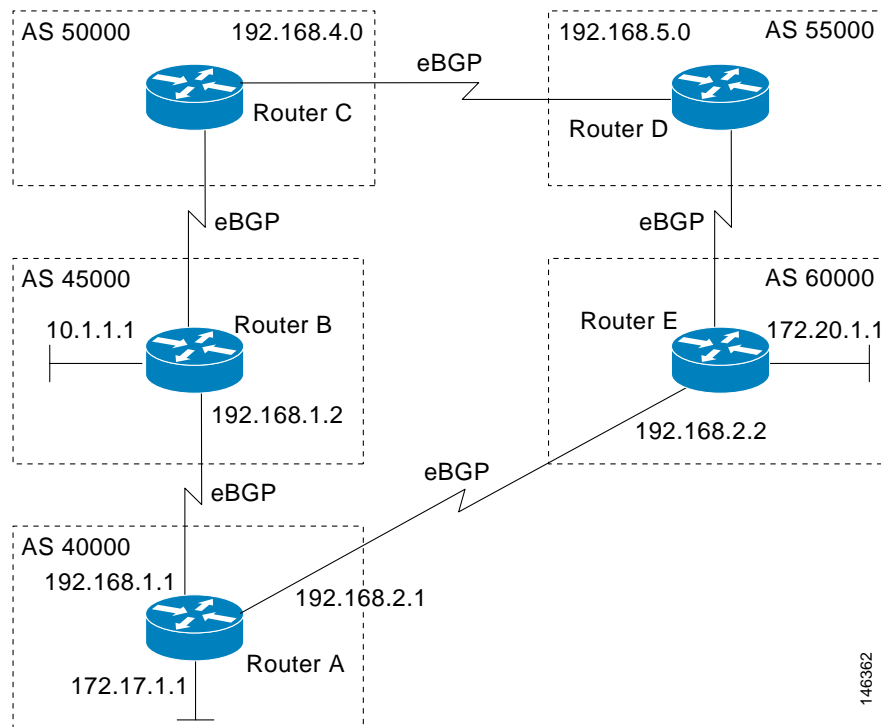 AS 50000
192.168.4.0
192.168.5.0
AS 55000
eBGP
Router C
Router D
eBGP
eBGP
AS 45000
AS 60000
10.1.1.1
Router B
Router E
172.20.1.1
192.168.1.2
192.168.2.2
eBGP
eBGP
AS 40000
192.168.1.1
192.168.2.1
Router A
172.17.1.1
146362